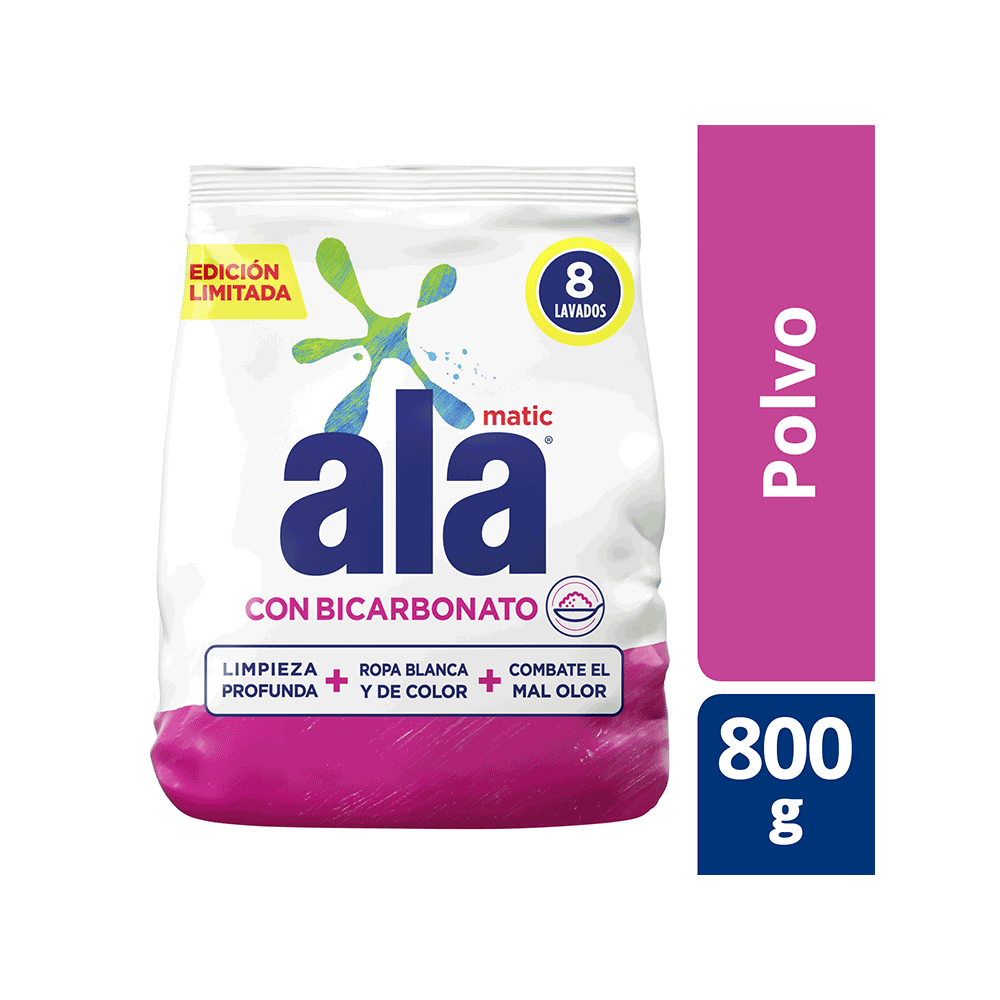 EDICIÓN
LIMITADA
8
LAVADOS
matic
ala®
CON BICARBONATO
LIMPIEZA
PROFUNDA
+
ROPA BLANCA
Y DE COLOR
+
COMBATE EL
MAL OLOR
Polvo
800
g